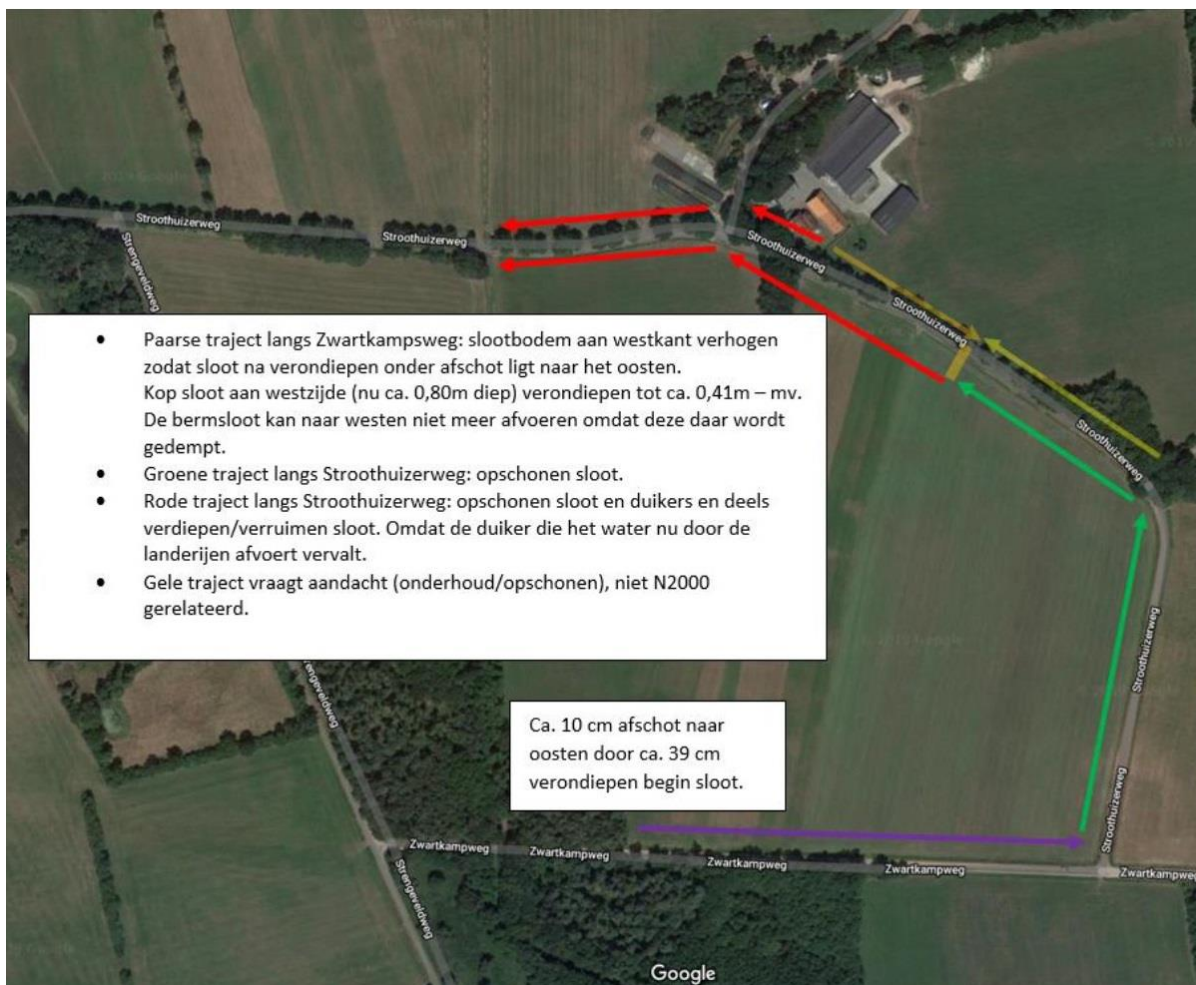 Stroothuizerweg
Stroothuizerweg
Strengeveldweg
Stroothuizerweg
Stroothuizerweg
Stroothuizerweg
• Paarse traject langs Zwartkampsweg: slootbodem aan westkant verhogen
zodat sloot na verondiepen onder afschot ligt naar het oosten.
Kop sloot aan westzijde (nu ca. 0,80m diep) verondiepen tot ca. 0,41m – mv.
De bermsloot kan naar westen niet meer afvoeren omdat deze daar wordt
gedempt.
• Groene traject langs Stroothuizerweg: opschonen sloot.
• Rode traject langs Stroothuizerweg: opschonen sloot en duikers en deels
verdiepen/verruimen sloot. Omdat de duiker die het water nu door de
landerijen afvoert vervalt.
• Gele traject vraagt aandacht (onderhoud/opschonen), niet N2000
gerelateerd.
Stroothuizerweg
engeveldweg
Ca. 10 cm afschot naar
oosten door ca. 39 cm
verondiepen begin sloot.
Stroothuizerweg
Zwartkampweg
Zwartkampweg
Zwartkampweg
Zwartkampweg
Zwartkampweg
Strengeveldweg
Google